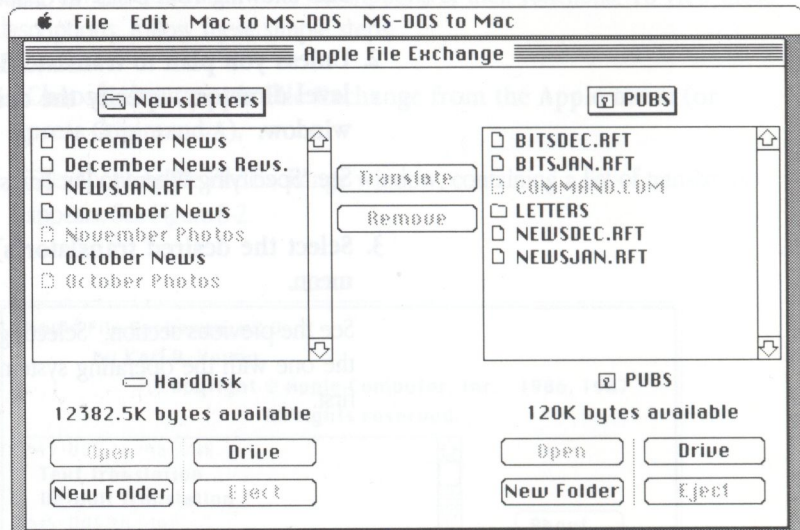 File Edit Mac to MS-DOS MS-DOS to Mac
Apple File Exchange
Newsletters
December News
December News Revs.
NEWSJAN.RFT
November News
November Photos
October News
October Photos
HardDisk
12382.5K bytes available
Open
Drive
New Folder
Eject
Translate
Remove
PUBS
BITSDEC.RFT
BITSJAN.RFT
COMMAND.COM
LETTERS
NEWSDEC.RFT
NEWSJAN.RFT
PUBS
120K bytes available
Open
Drive
New Folder
Eject